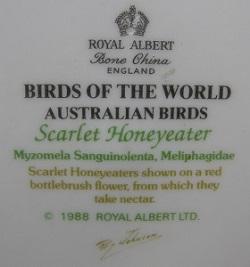 ROYAL ALBERT
Bone China
ENGLAND
BIRDS OF THE WORLD
AUSTRALIAN BIRDS
Scarlet Honeyeater
Myzomela Sanguinolenta, Meliphagidae
Scarlet Honeyeaters shown on a red
bottlebrush flower, from which they
take nectar.
© 1988 ROYAL ALBERT LTD.